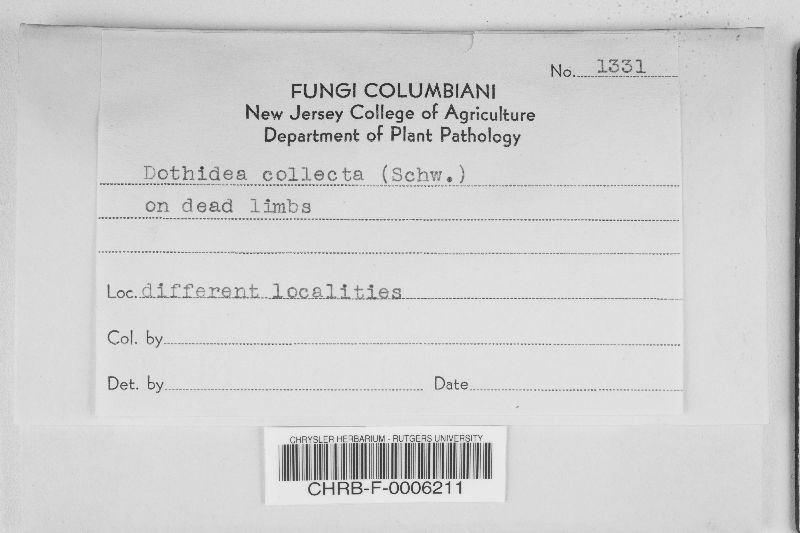 No. 1331
FUNGI COLUMBIANI
New Jersey College of Agriculture
Department of Plant Pathology
Dothidea collecta (Schw.)
on dead limbs
Loc. different localities
Col. by
Det. by Date
CHRYSLER HERBARIUM - RUTGERS UNIVERSITY
CHRB-F-0006211